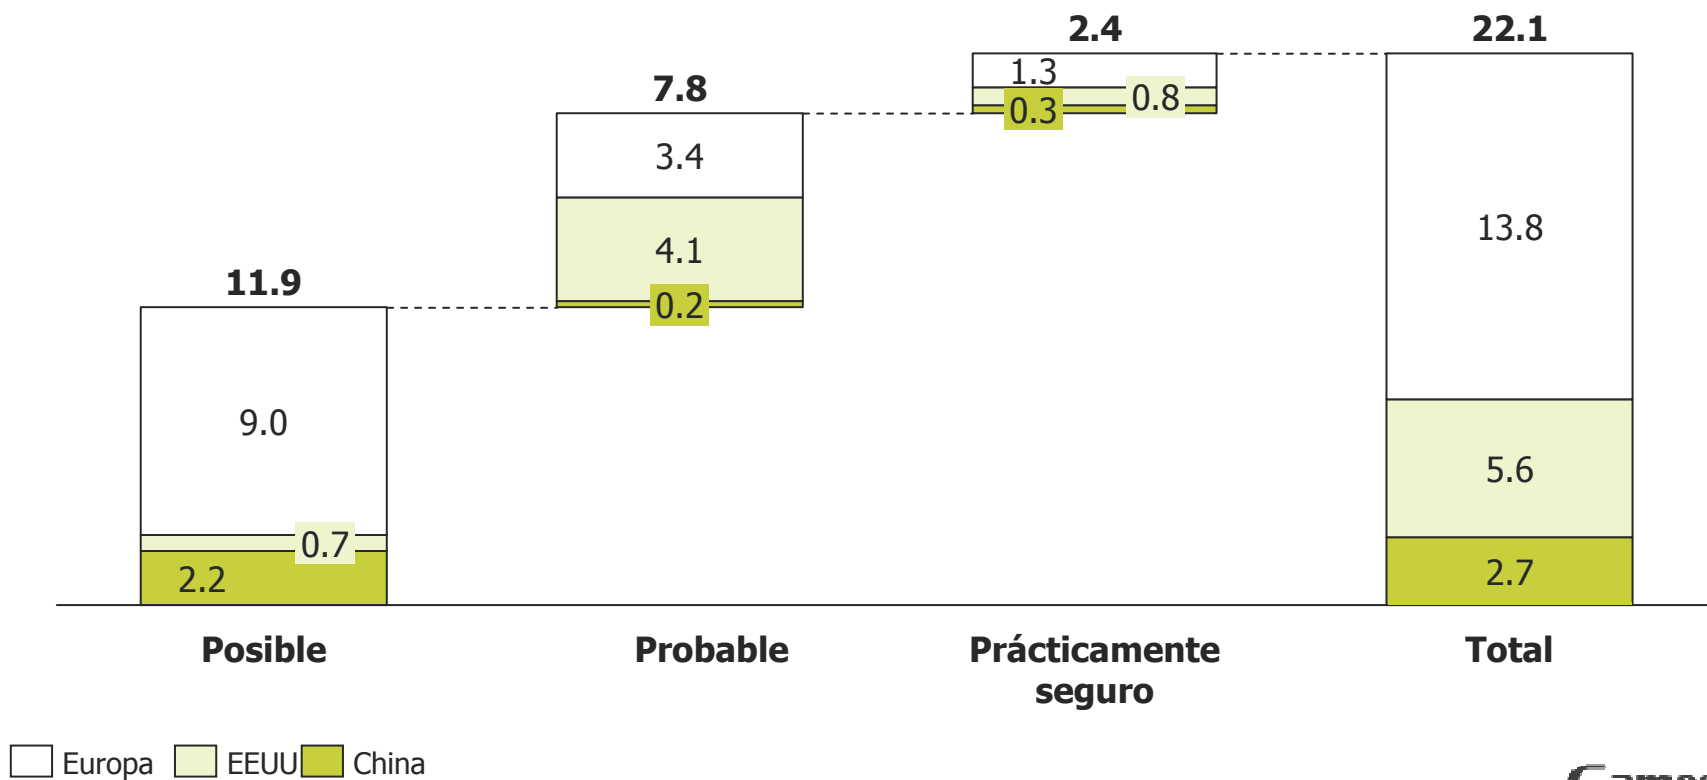 2.4
22.1
1.3
0.8
0.3
7.8
3.4
13.8
4.1
11.9
0.2
9.0
5.6
0.7
2.2
2.7
Posible
Probable
Prácticamente
seguro
Total
Europa
EEUU
China